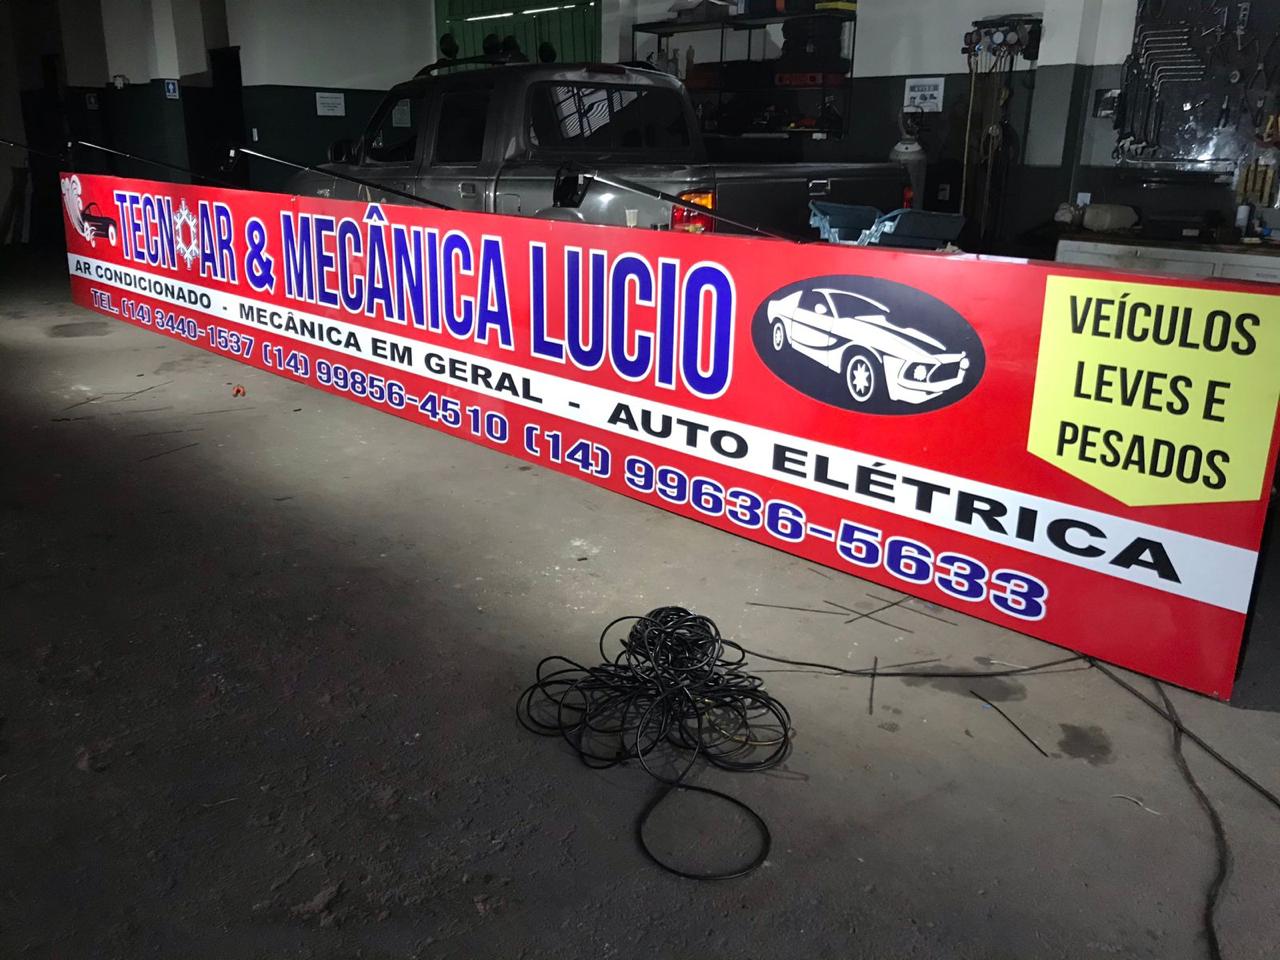 TECNOAR & MECÂNICA LUCIO
AR CONDICIONADO - MECÂNICA EM GERAL - AUTO ELÉTRICA
TEL. (14) 3440-1537 (14) 99856-4510 (14) 99636-5633
VEÍCULOS
LEVES E
PESADOS